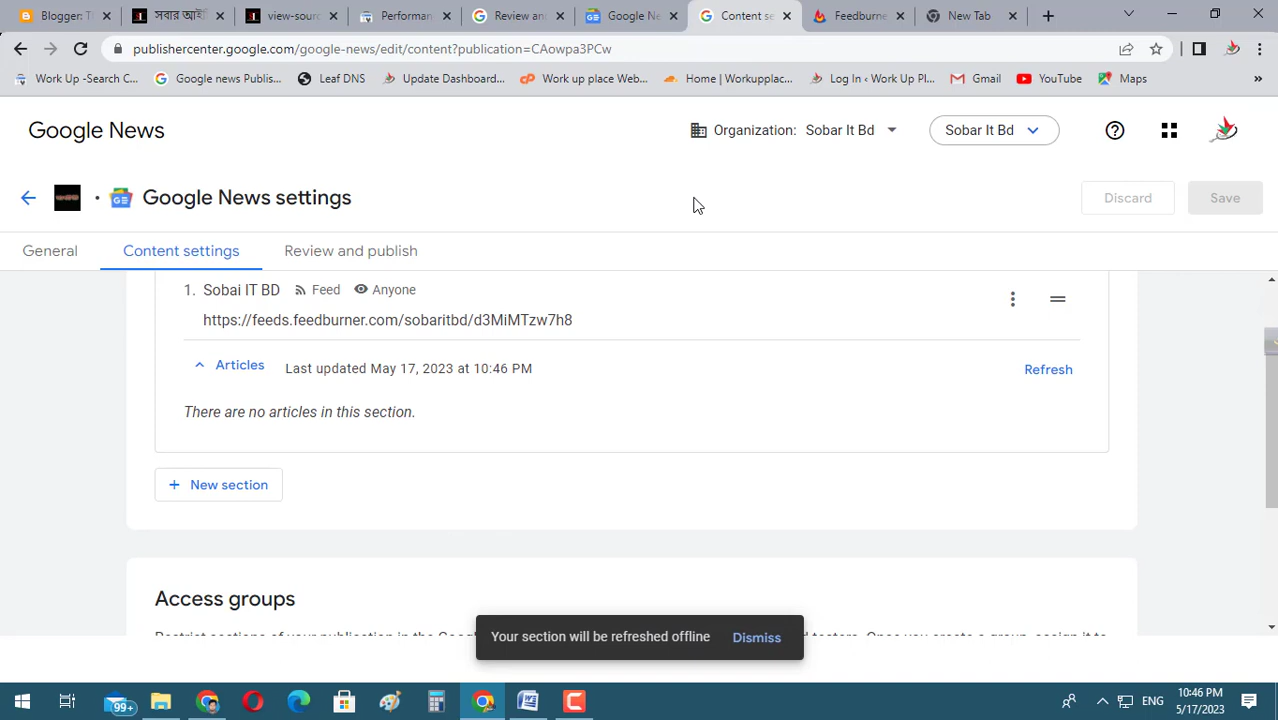 Blogger: T
সবার আই
view-sour
Performan
Review an
Google Ne
Content se
Feedburne
New Tab
publishercenter.google.com/google-news/edit/content?publication=CAowpa3PCw
Work Up -Search C...
Google news Publis...
Leaf DNS
Update Dashboard...
Work up place Web...
Home | Workupplac...
Log In ‹ Work Up Pl...
Gmail
YouTube
Maps
»
Google News
Organization: Sobar It Bd
Sobar It Bd
Google News settings
Discard
Save
General
Content settings
Review and publish
1. Sobai IT BD Feed Anyone
https://feeds.feedburner.com/sobaritbd/d3MiMTzw7h8
Articles Last updated May 17, 2023 at 10:46 PM
Refresh
There are no articles in this section.
+ New section
Access groups
Your section will be refreshed offline
Dismiss
99+
ENG
10:46 PM
5/17/2023